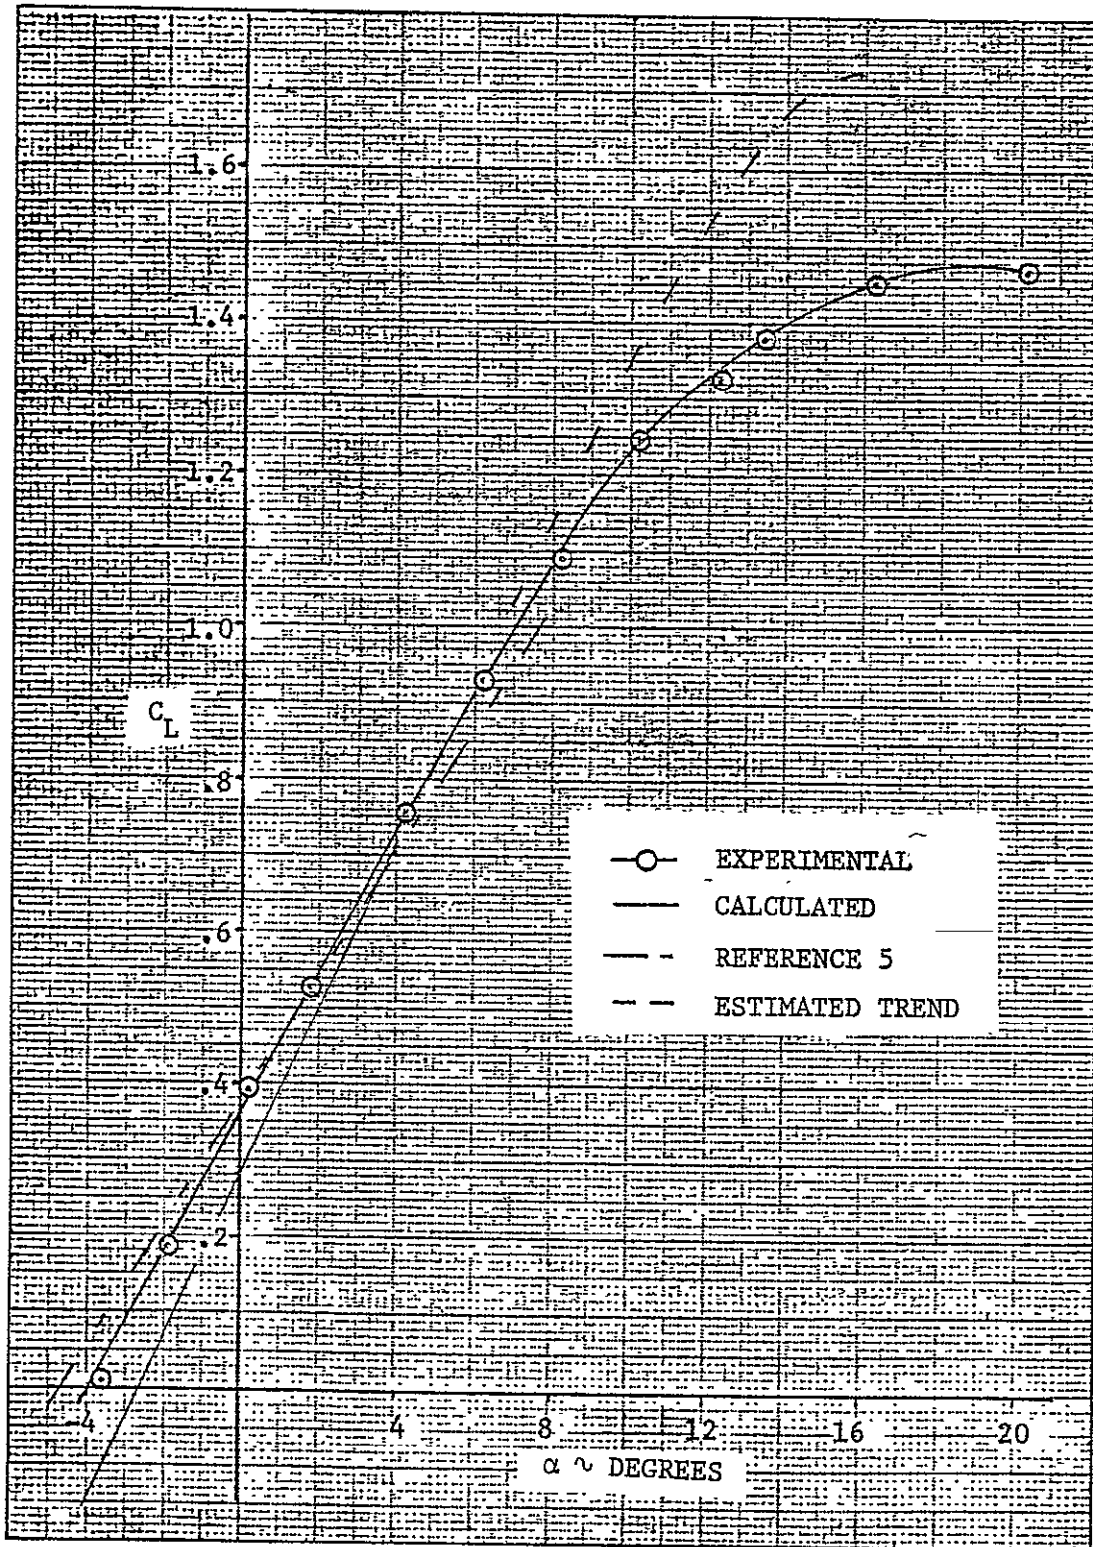 1.6
1.4
1.2
1.0
C_L
.8
EXPERIMENTAL
CALCULATED
.6
REFERENCE 5
ESTIMATED TREND
.4
.2
-4 4 8 12 16 20
α ~ DEGREES